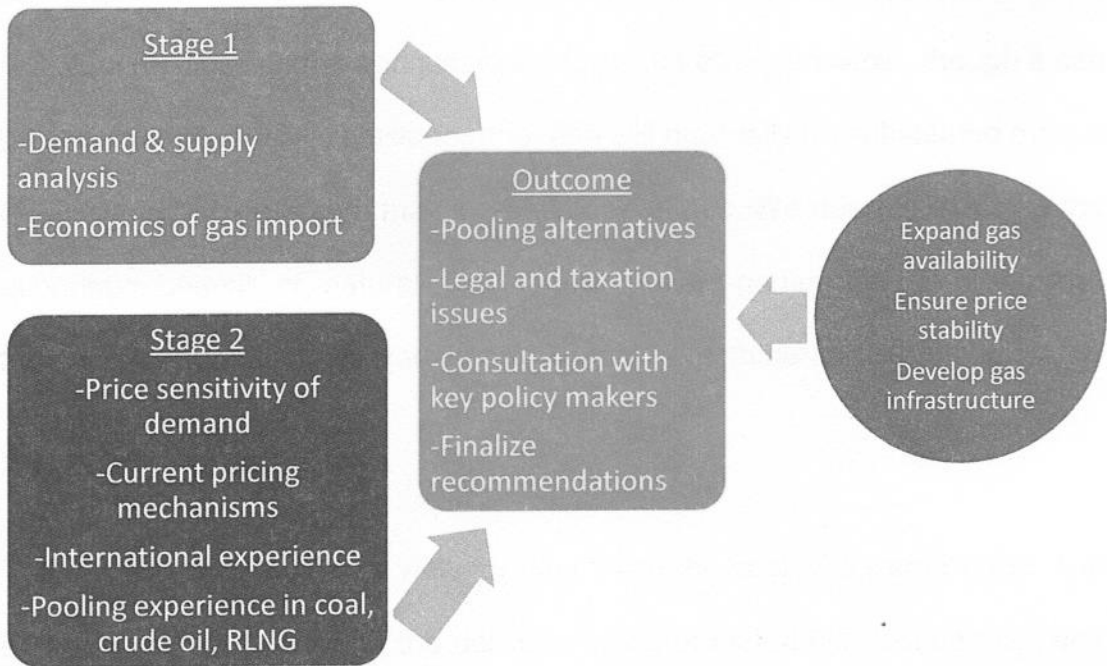 Stage 1
-Demand & supply
analysis
-Economics of gas import
Stage 2
-Price sensitivity of
demand
-Current pricing
mechanisms
-International experience
-Pooling experience in coal,
crude oil, RLNG
Outcome
-Pooling alternatives
-Legal and taxation
issues
-Consultation with
key policy makers
-Finalize
recommendations
Expand gas
availability
Ensure price
stability
Develop gas
infrastructure